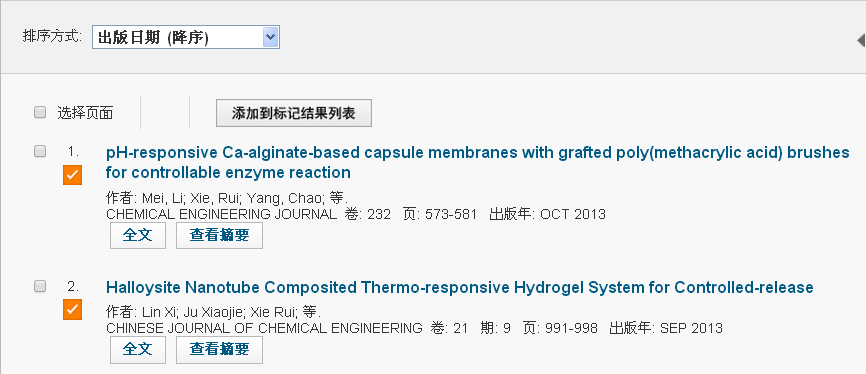 排序方式: 出版日期 (降序)
选择页面 添加到标记结果列表
1. pH-responsive Ca-alginate-based capsule membranes with grafted poly(methacrylic acid) brushes
for controllable enzyme reaction
作者: Mei, Li; Xie, Rui; Yang, Chao; 等.
CHEMICAL ENGINEERING JOURNAL 卷: 232 页: 573-581 出版年: OCT 2013
全文 查看摘要
2. Halloysite Nanotube Composited Thermo-responsive Hydrogel System for Controlled-release
作者: Lin Xi; Ju Xiaojie; Xie Rui; 等.
CHINESE JOURNAL OF CHEMICAL ENGINEERING 卷: 21 期: 9 页: 991-998 出版年: SEP 2013
全文 查看摘要